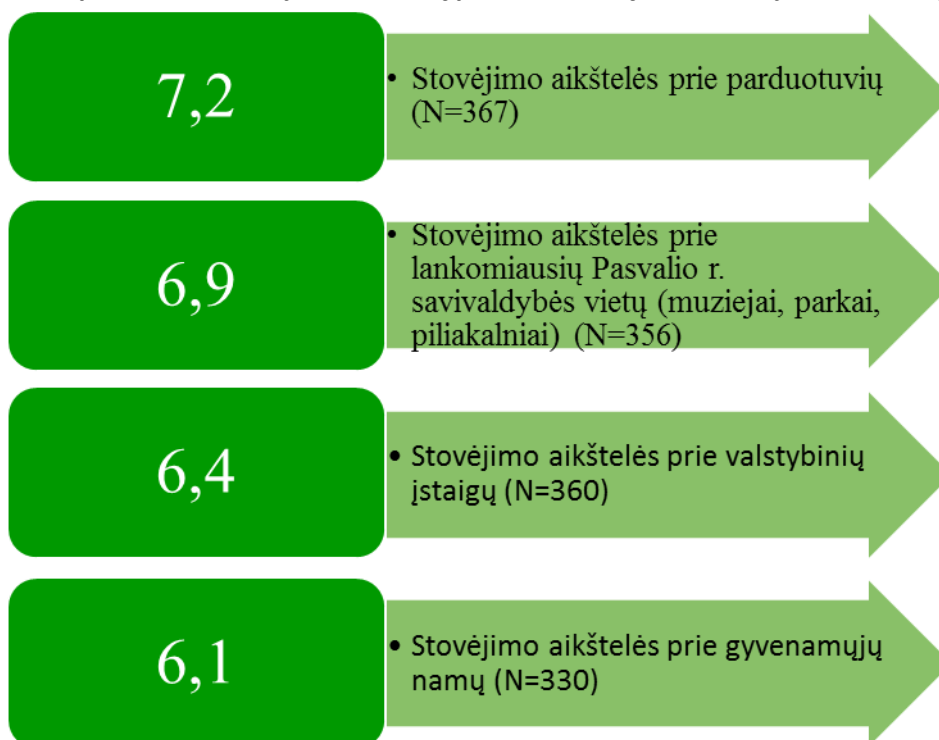 7,2
• Stovėjimo aikštelės prie parduotuvių
(N=367)
6,9
• Stovėjimo aikštelės prie
lankomiausių Pasvalio r.
savivaldybės vietų (muziejai, parkai,
piliakalniai) (N=356)
6,4
• Stovėjimo aikštelės prie valstybinių
įstaigų (N=360)
6,1
• Stovėjimo aikštelės prie gyvenamųjų
namų (N=330)